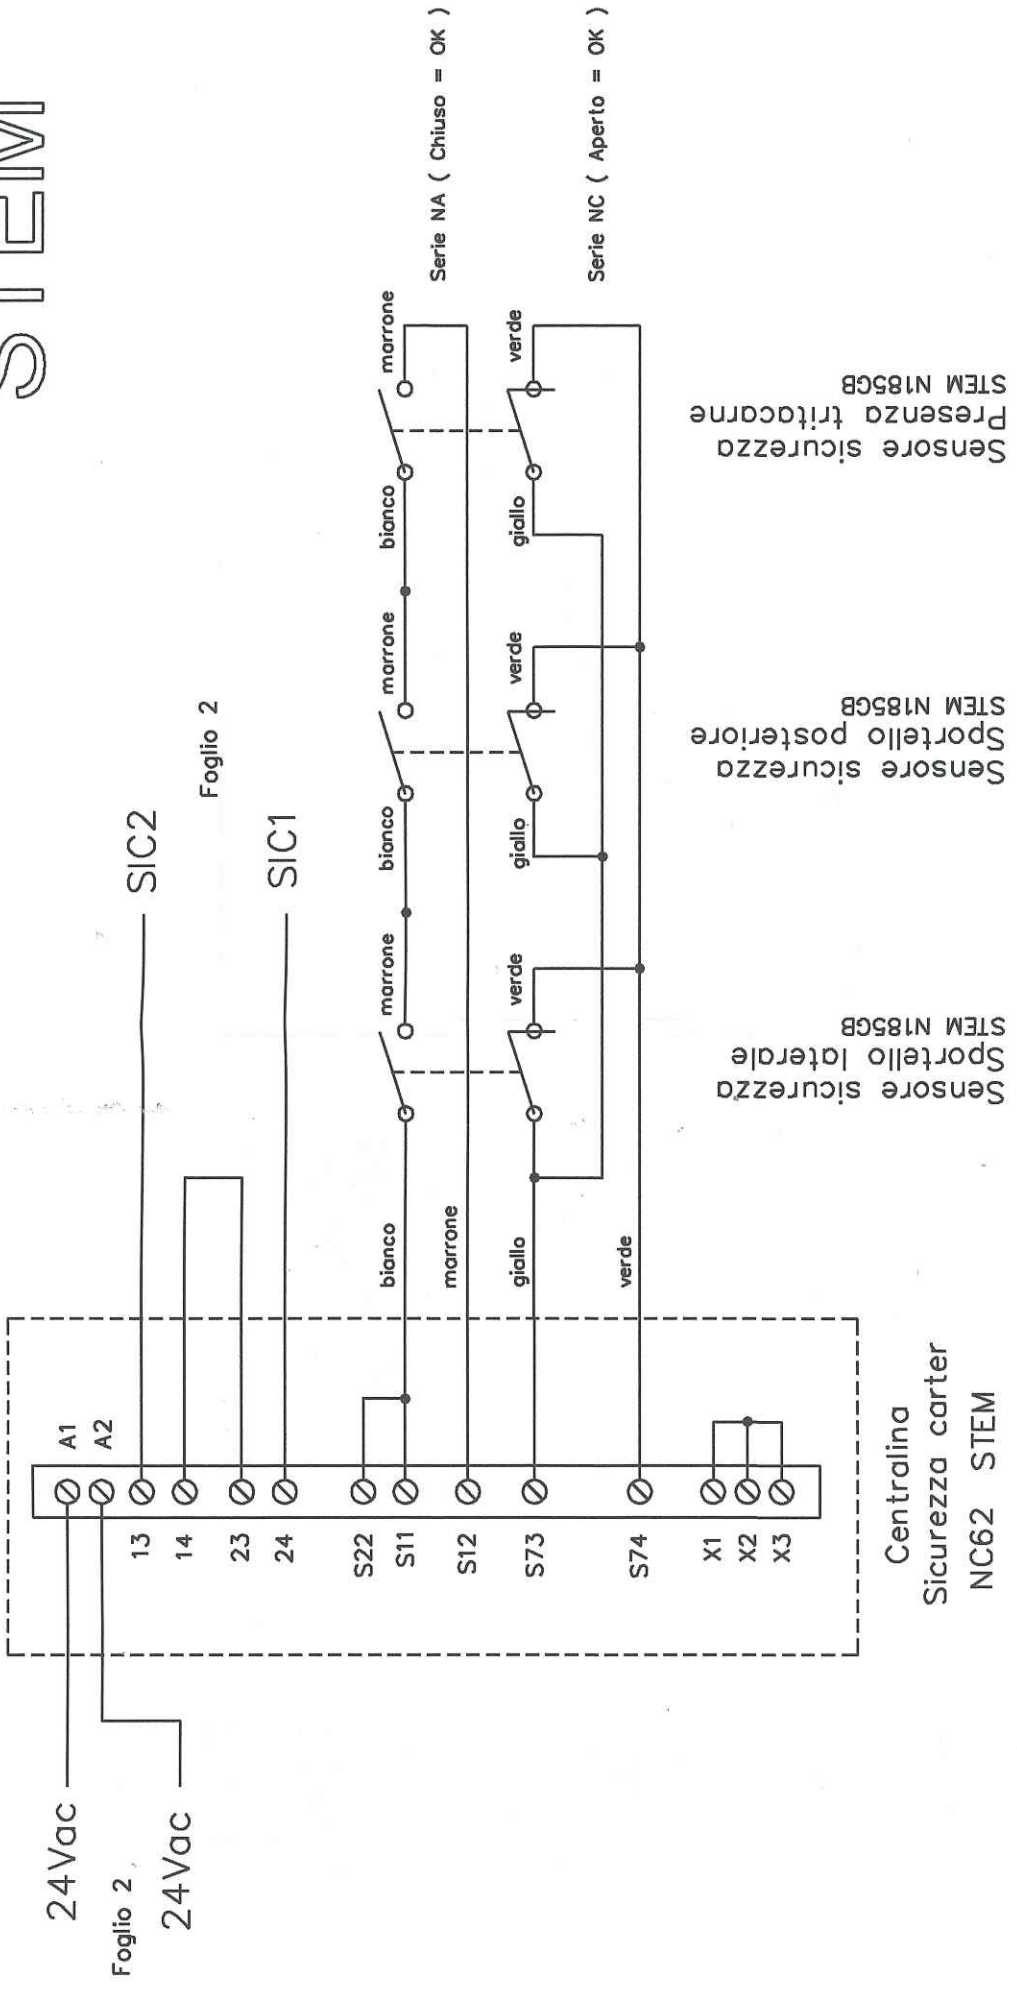 STEM
24Vac
Foglio 2
24Vac
A1
A2
13
14
23
24
S22
S11
S12
S73
S74
X1
X2
X3
Centralina
Sicurezza carter
NC62 STEM
SIC2
Foglio 2
SIC1
bianco
marrone
bianco
marrone
bianco
marrone
marrone
Serie NA ( Chiuso = OK )
giallo
verde
giallo
verde
giallo
verde
verde
Serie NC ( Aperto = OK )
Sensore sicurezza
Sportello laterale
STEM N185GB
Sensore sicurezza
Sportello posteriore
STEM N185GB
Sensore sicurezza
Presenza tritacarne
STEM N185GB